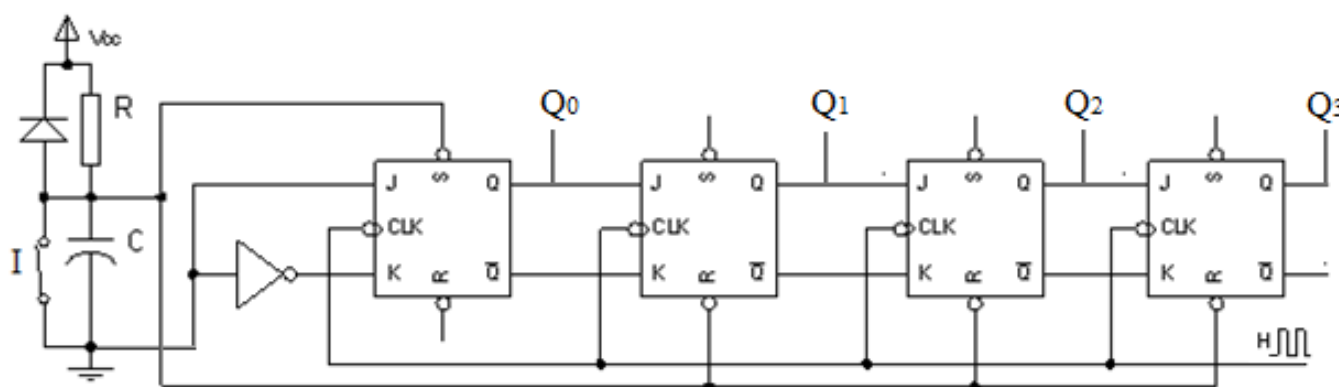 Vcc
R
Q0
Q1
Q2
Q3
J S Q
J S Q
J S Q
J S Q
CLK
CLK
CLK
CLK
I
C
K R Q̅
K R Q̅
K R Q̅
K R Q̅
H